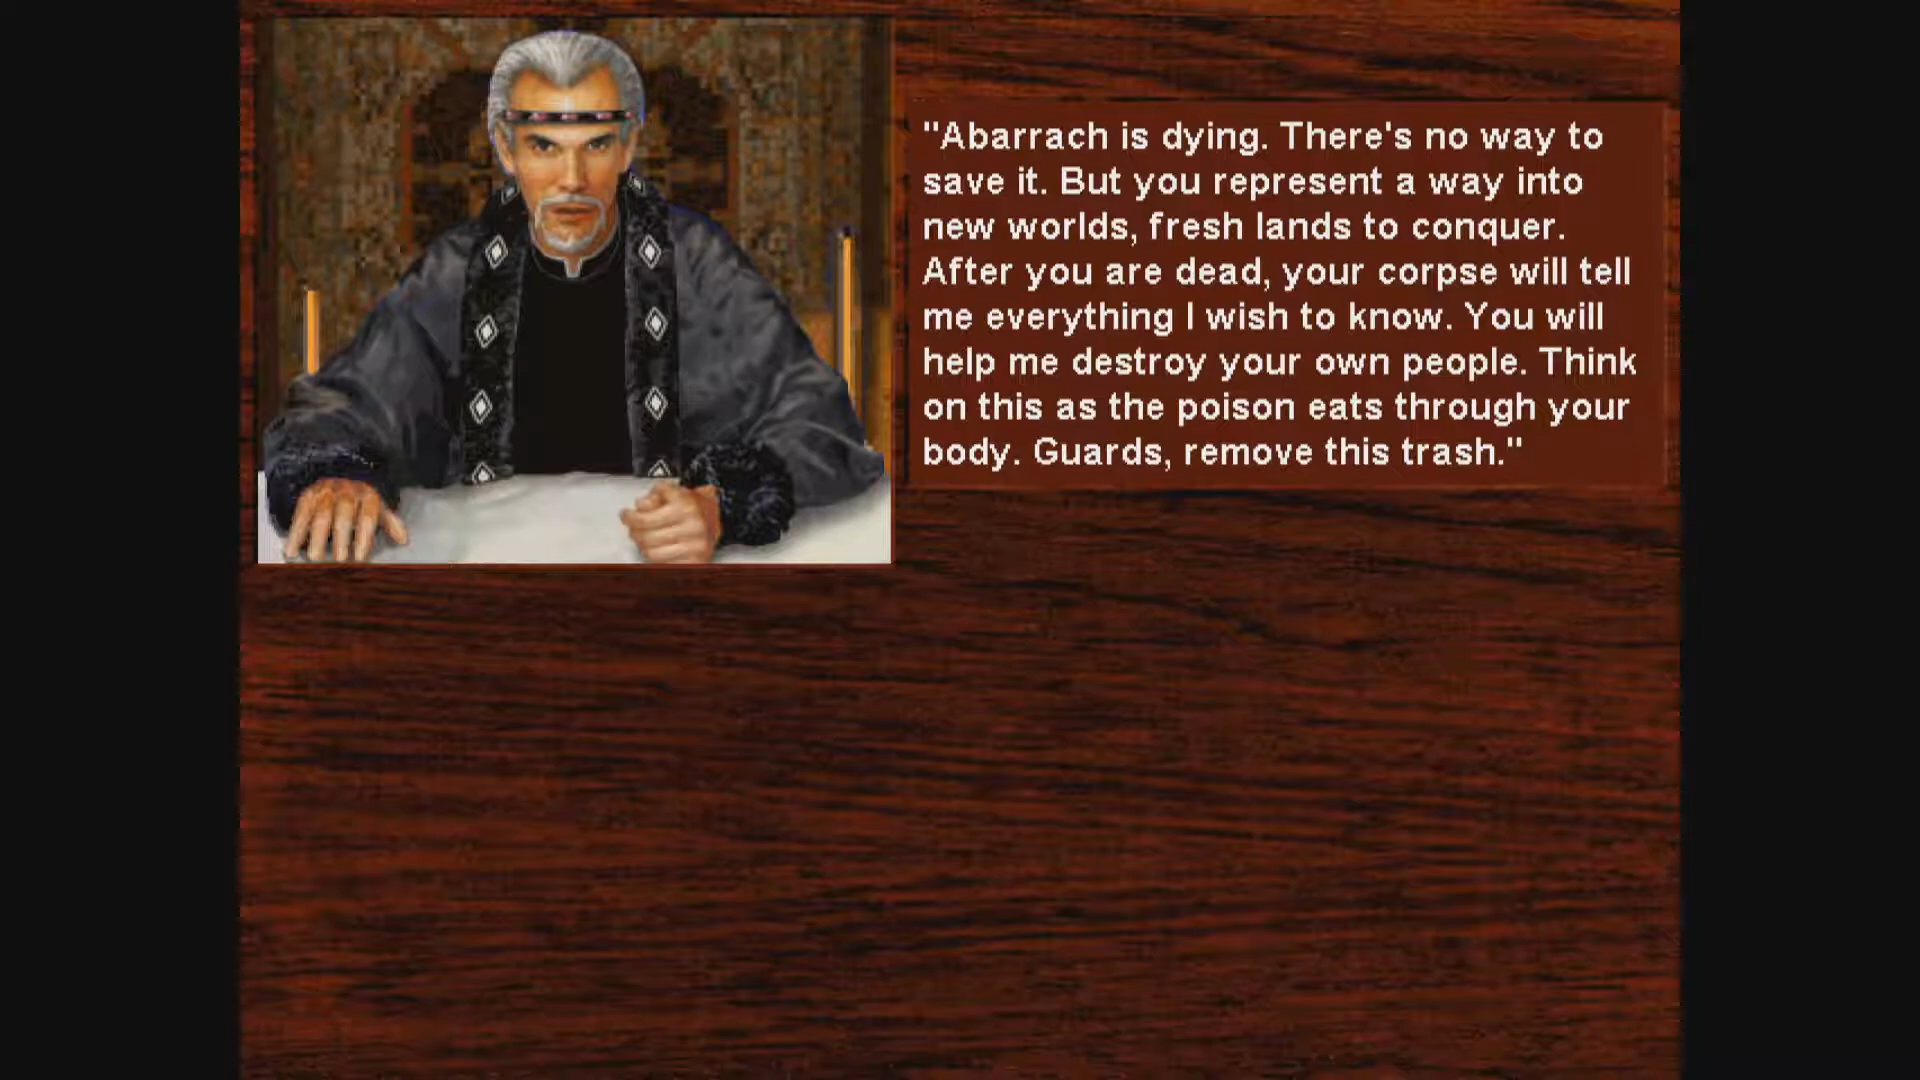 "Abarrach is dying. There's no way to
save it. But you represent a way into
new worlds, fresh lands to conquer.
After you are dead, your corpse will tell
me everything I wish to know. You will
help me destroy your own people. Think
on this as the poison eats through your
body. Guards, remove this trash."